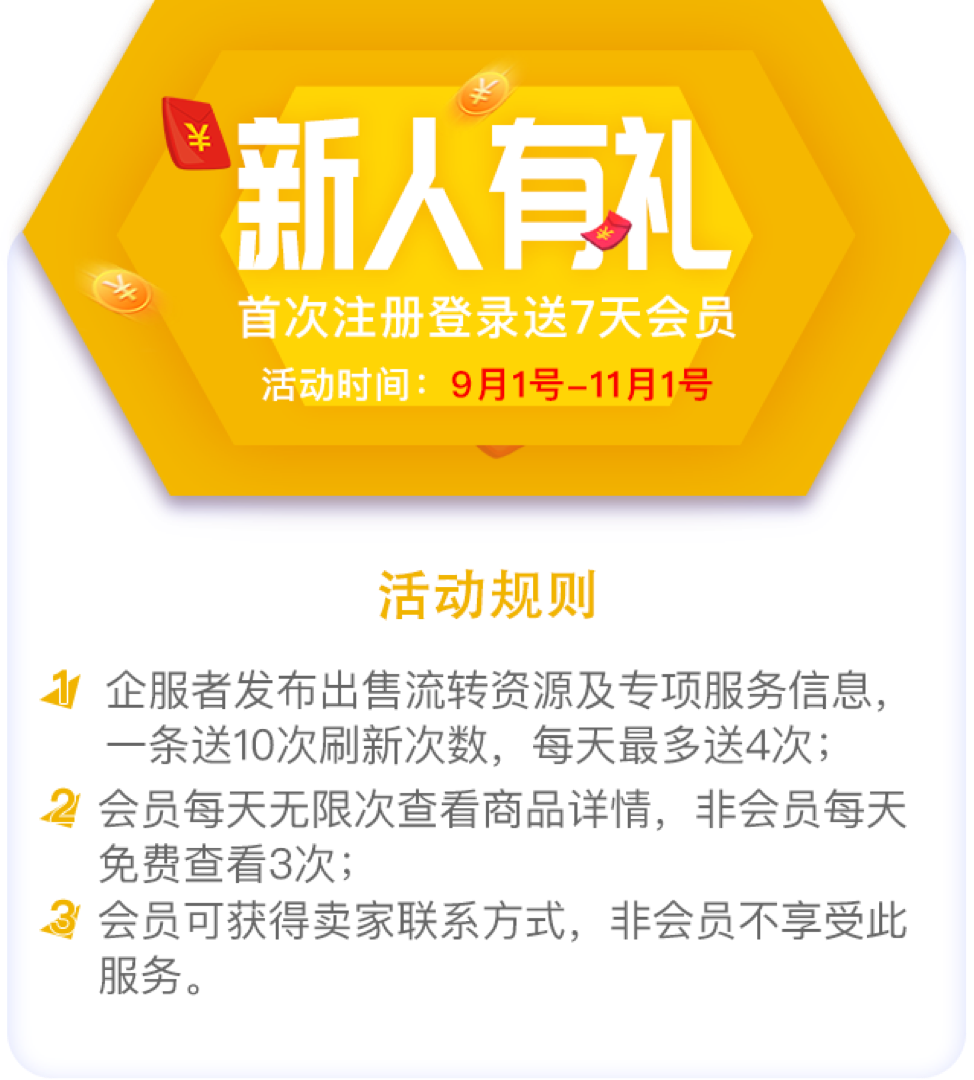 ¥
¥
新人有礼
¥
¥
首次注册登录送7天会员
活动时间：9月1号-11月1号
活动规则
1 企服者发布出售流转资源及专项服务信息，
一条送10次刷新次数，每天最多送4次；
2 会员每天无限次查看商品详情，非会员每天
免费查看3次；
3 会员可获得卖家联系方式，非会员不享受此
服务。